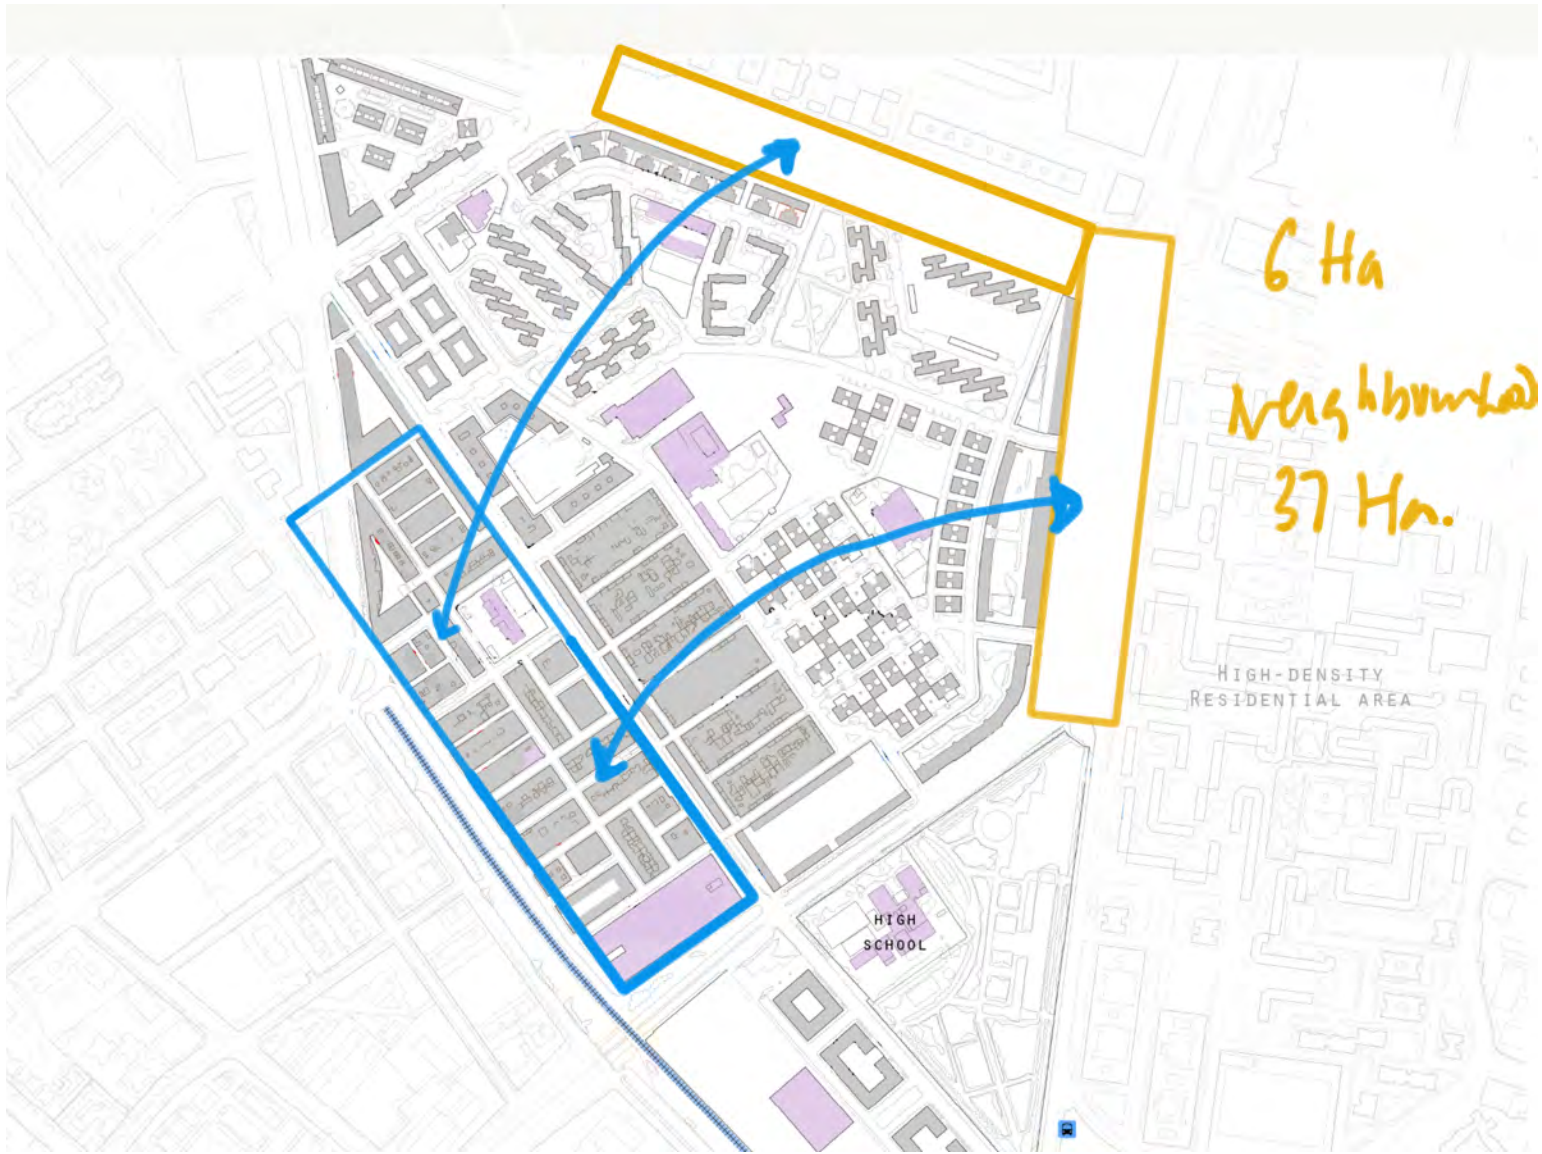 6 Ha
Neighbourhood
37 Ha.
HIGH-DENSITY
RESIDENTIAL AREA
HIGH
SCHOOL